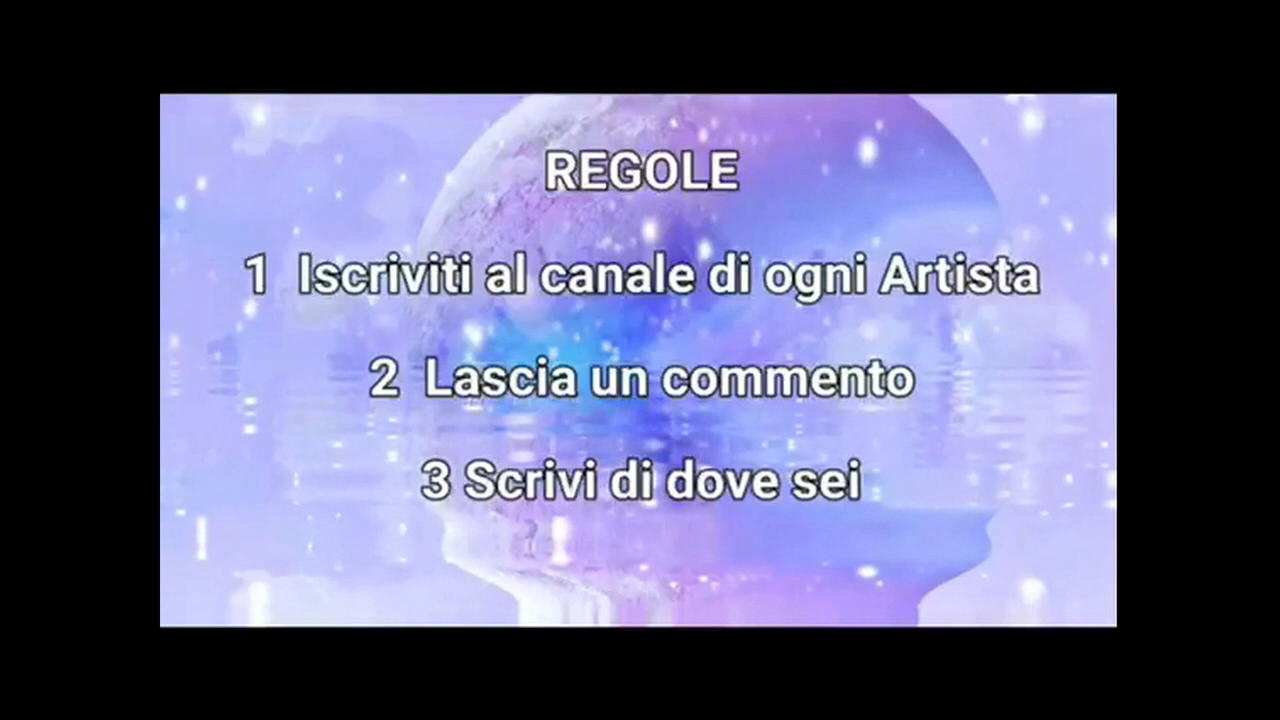 REGOLE
1 Iscriviti al canale di ogni Artista
2 Lascia un commento
3 Scrivi di dove sei